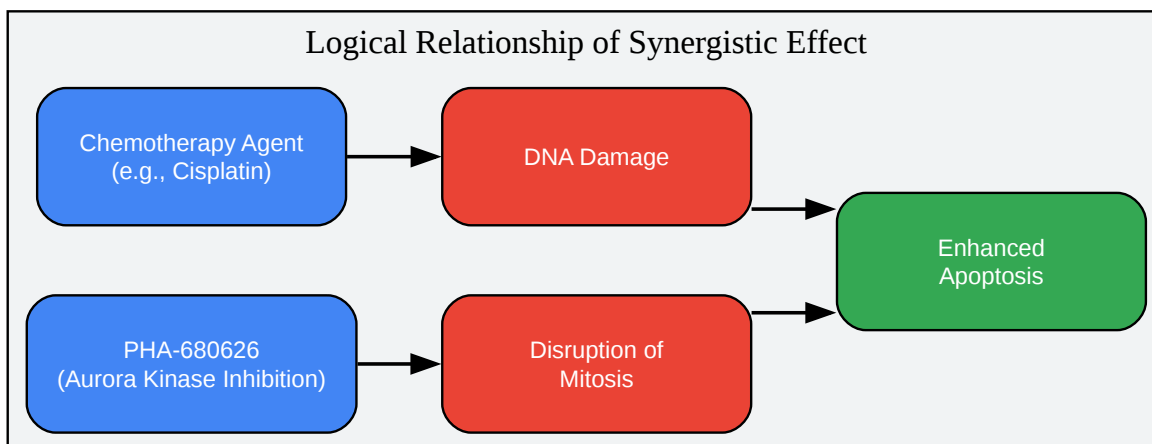 Logical Relationship of Synergistic Effect
Chemotherapy Agent
(e.g., Cisplatin)
DNA Damage
Enhanced
Apoptosis
PHA-680626
(Aurora Kinase Inhibition)
Disruption of
Mitosis